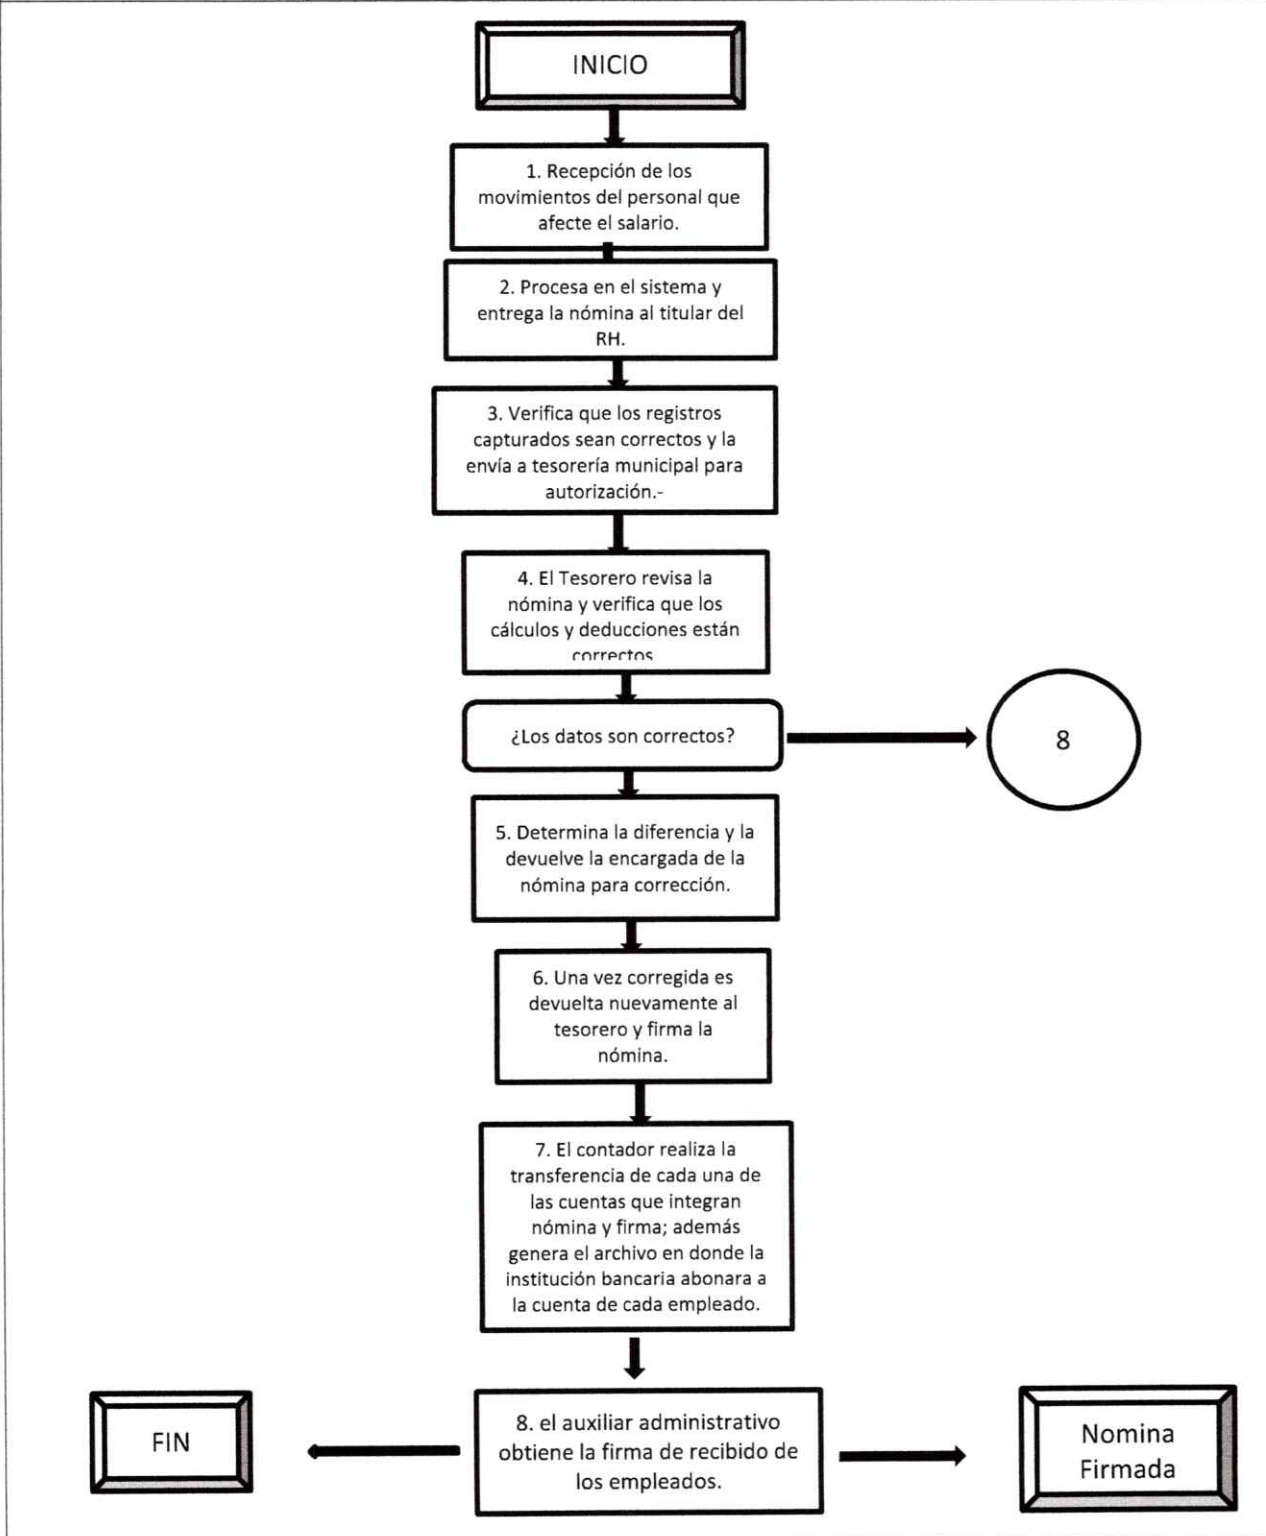 INICIO
1. Recepción de los
movimientos del personal que
afecte el salario.
2. Procesa en el sistema y
entrega la nómina al titular del
RH.
3. Verifica que los registros
capturados sean correctos y la
envía a tesorería municipal para
autorización.-
4. El Tesorero revisa la
nómina y verifica que los
cálculos y deducciones están
correctos
¿Los datos son correctos?
8
5. Determina la diferencia y la
devuelve la encargada de la
nómina para corrección.
6. Una vez corregida es
devuelta nuevamente al
tesorero y firma la
nómina.
7. El contador realiza la
transferencia de cada una de
las cuentas que integran
nómina y firma; además
genera el archivo en donde la
institución bancaria abonara a
la cuenta de cada empleado.
FIN
8. el auxiliar administrativo
obtiene la firma de recibido de
los empleados.
Nomina
Firmada